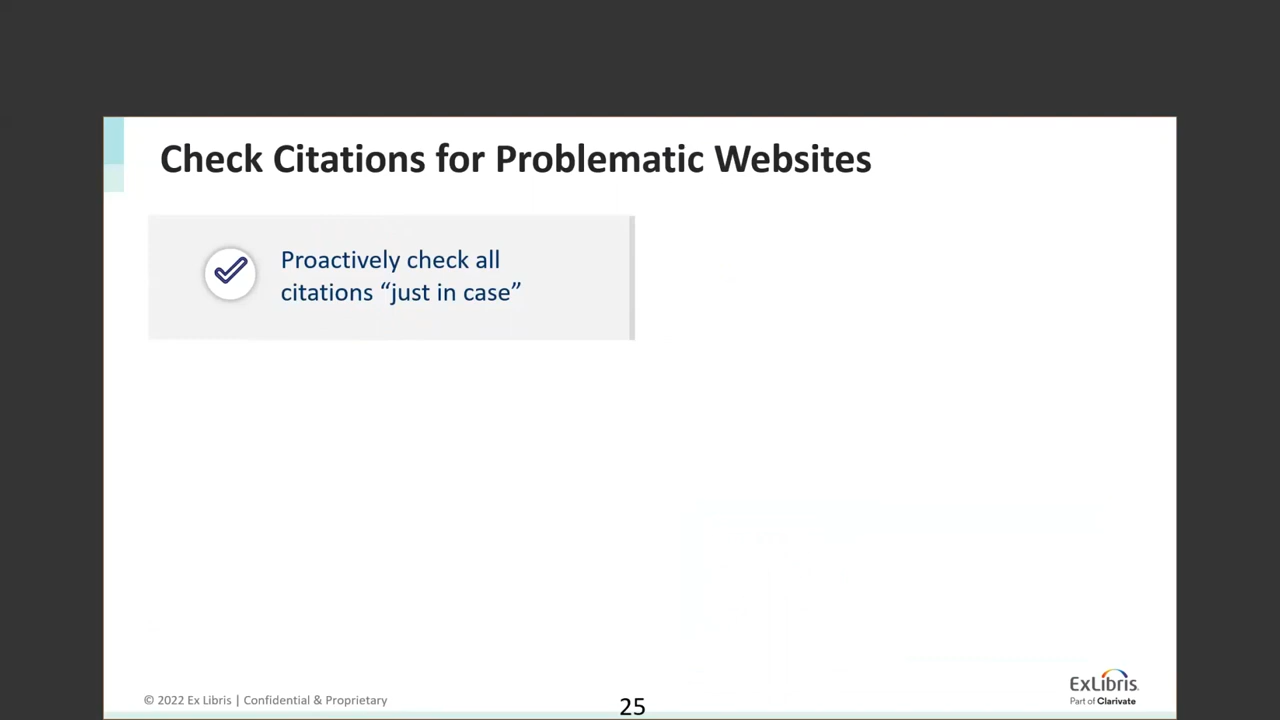 Check Citations for Problematic Websites
Proactively check all
citations “just in case”
© 2022 Ex Libris | Confidential & Proprietary
25
ExLibris
Part of Clarivate